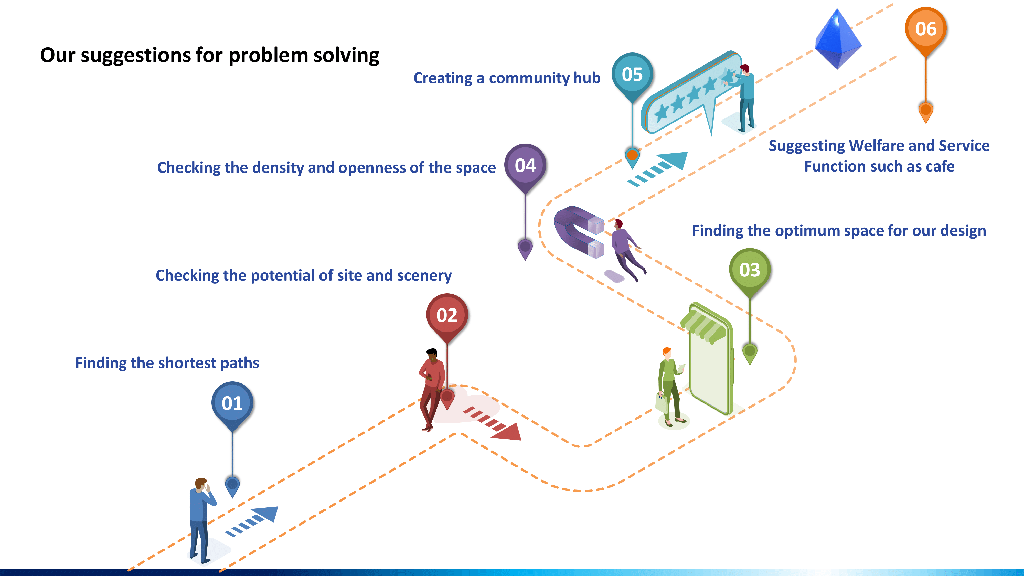 Our suggestions for problem solving
06
Creating a community hub
05
Suggesting Welfare and Service
Function such as cafe
Checking the density and openness of the space
04
Finding the optimum space for our design
03
Checking the potential of site and scenery
02
Finding the shortest paths
01